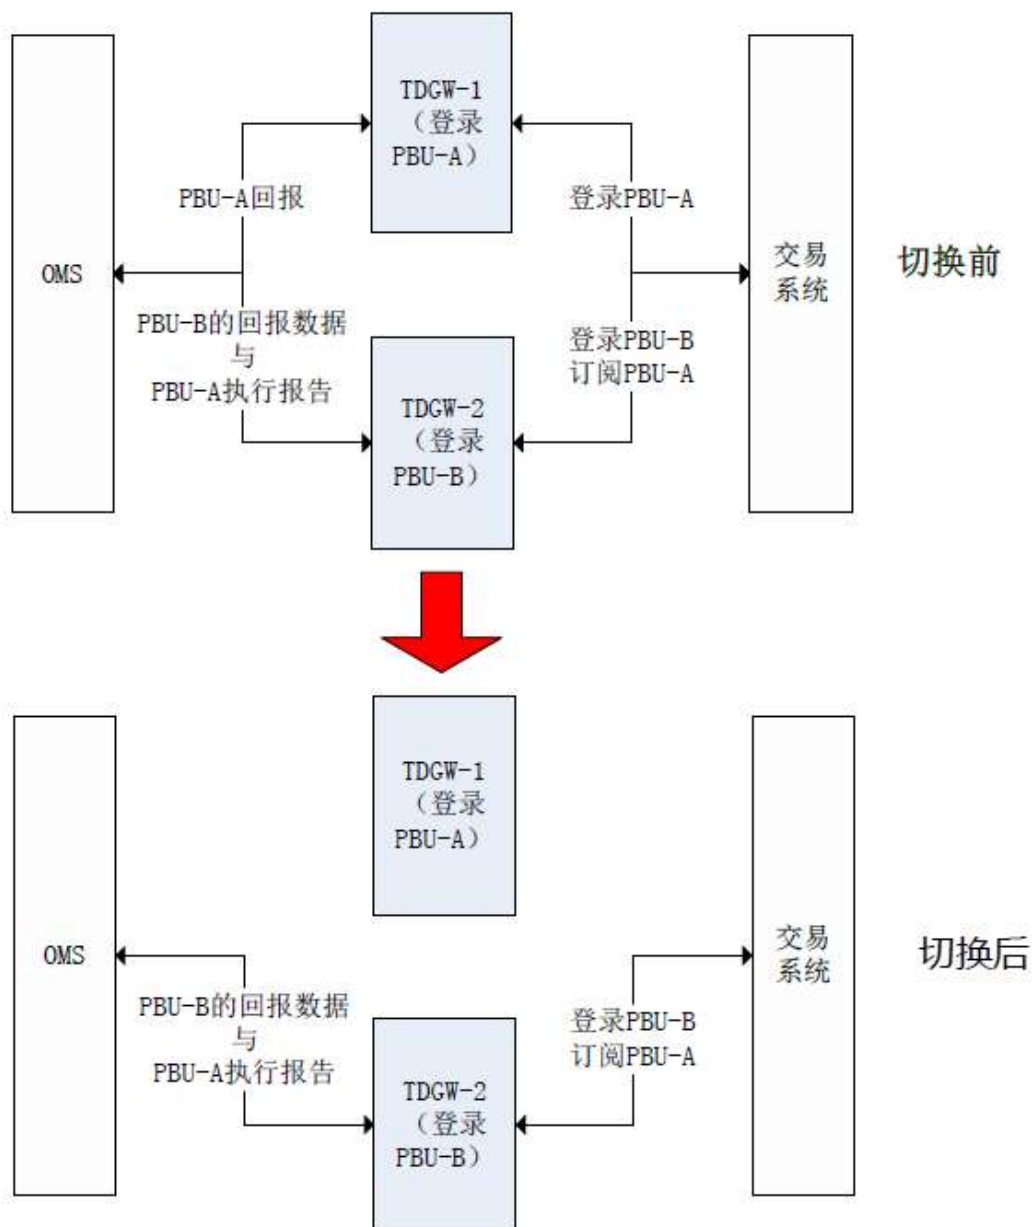 TDGW-1
（登录
PBU-A）
PBU-A回报
登录PBU-A
OMS
交易
系统
切换前
PBU-B的回报数据
与
PBU-A执行报告
登录PBU-B
订阅PBU-A
TDGW-2
（登录
PBU-B）
TDGW-1
（登录
PBU-A）
OMS
交易
系统
切换后
PBU-B的回报数据
与
PBU-A执行报告
登录PBU-B
订阅PBU-A
TDGW-2
（登录
PBU-B）